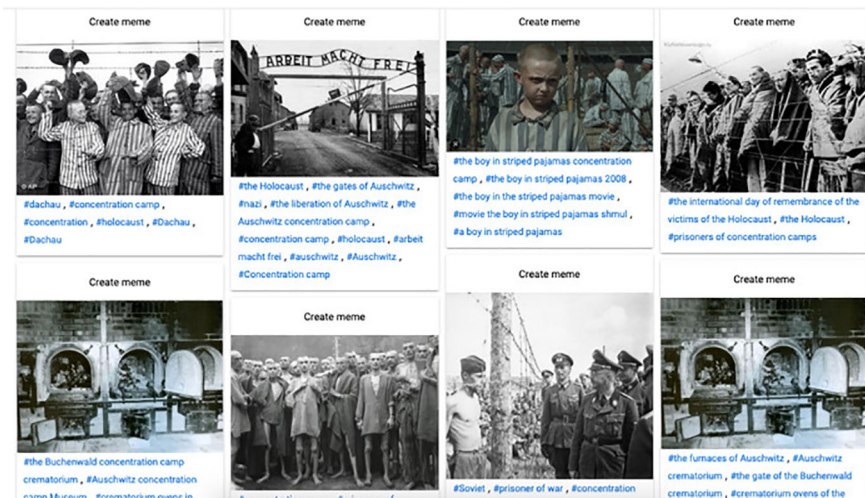 Create meme
© AP
#dachau , #concentration camp ,
#concentration , #holocaust , #Dachau ,
#Dachau
Create meme
ARBEIT MACHT FREI
#the Holocaust , #the gates of Auschwitz ,
#nazi , #the liberation of Auschwitz , #the
Auschwitz concentration camp ,
#concentration camp , #holocaust , #arbeit
macht frei , #auschwitz , #Auschwitz ,
#Concentration camp
Create meme
#the boy in striped pajamas concentration
camp , #the boy in striped pajamas 2008 ,
#the boy in the striped pajamas movie ,
#movie the boy in striped pajamas shmul ,
#a boy in striped pajamas
Create meme
#the international day of remembrance of the
victims of the Holocaust , #the Holocaust ,
#prisoners of concentration camps
Create meme
#the Buchenwald concentration camp
crematorium , #Auschwitz concentration
camp Museum , #crematorium ovens in
Create meme
Create meme
#Soviet , #prisoner of war , #concentration
Create meme
#the furnaces of Auschwitz , #Auschwitz
crematorium , #the gate of the Buchenwald
crematorium , #crematorium ovens of the